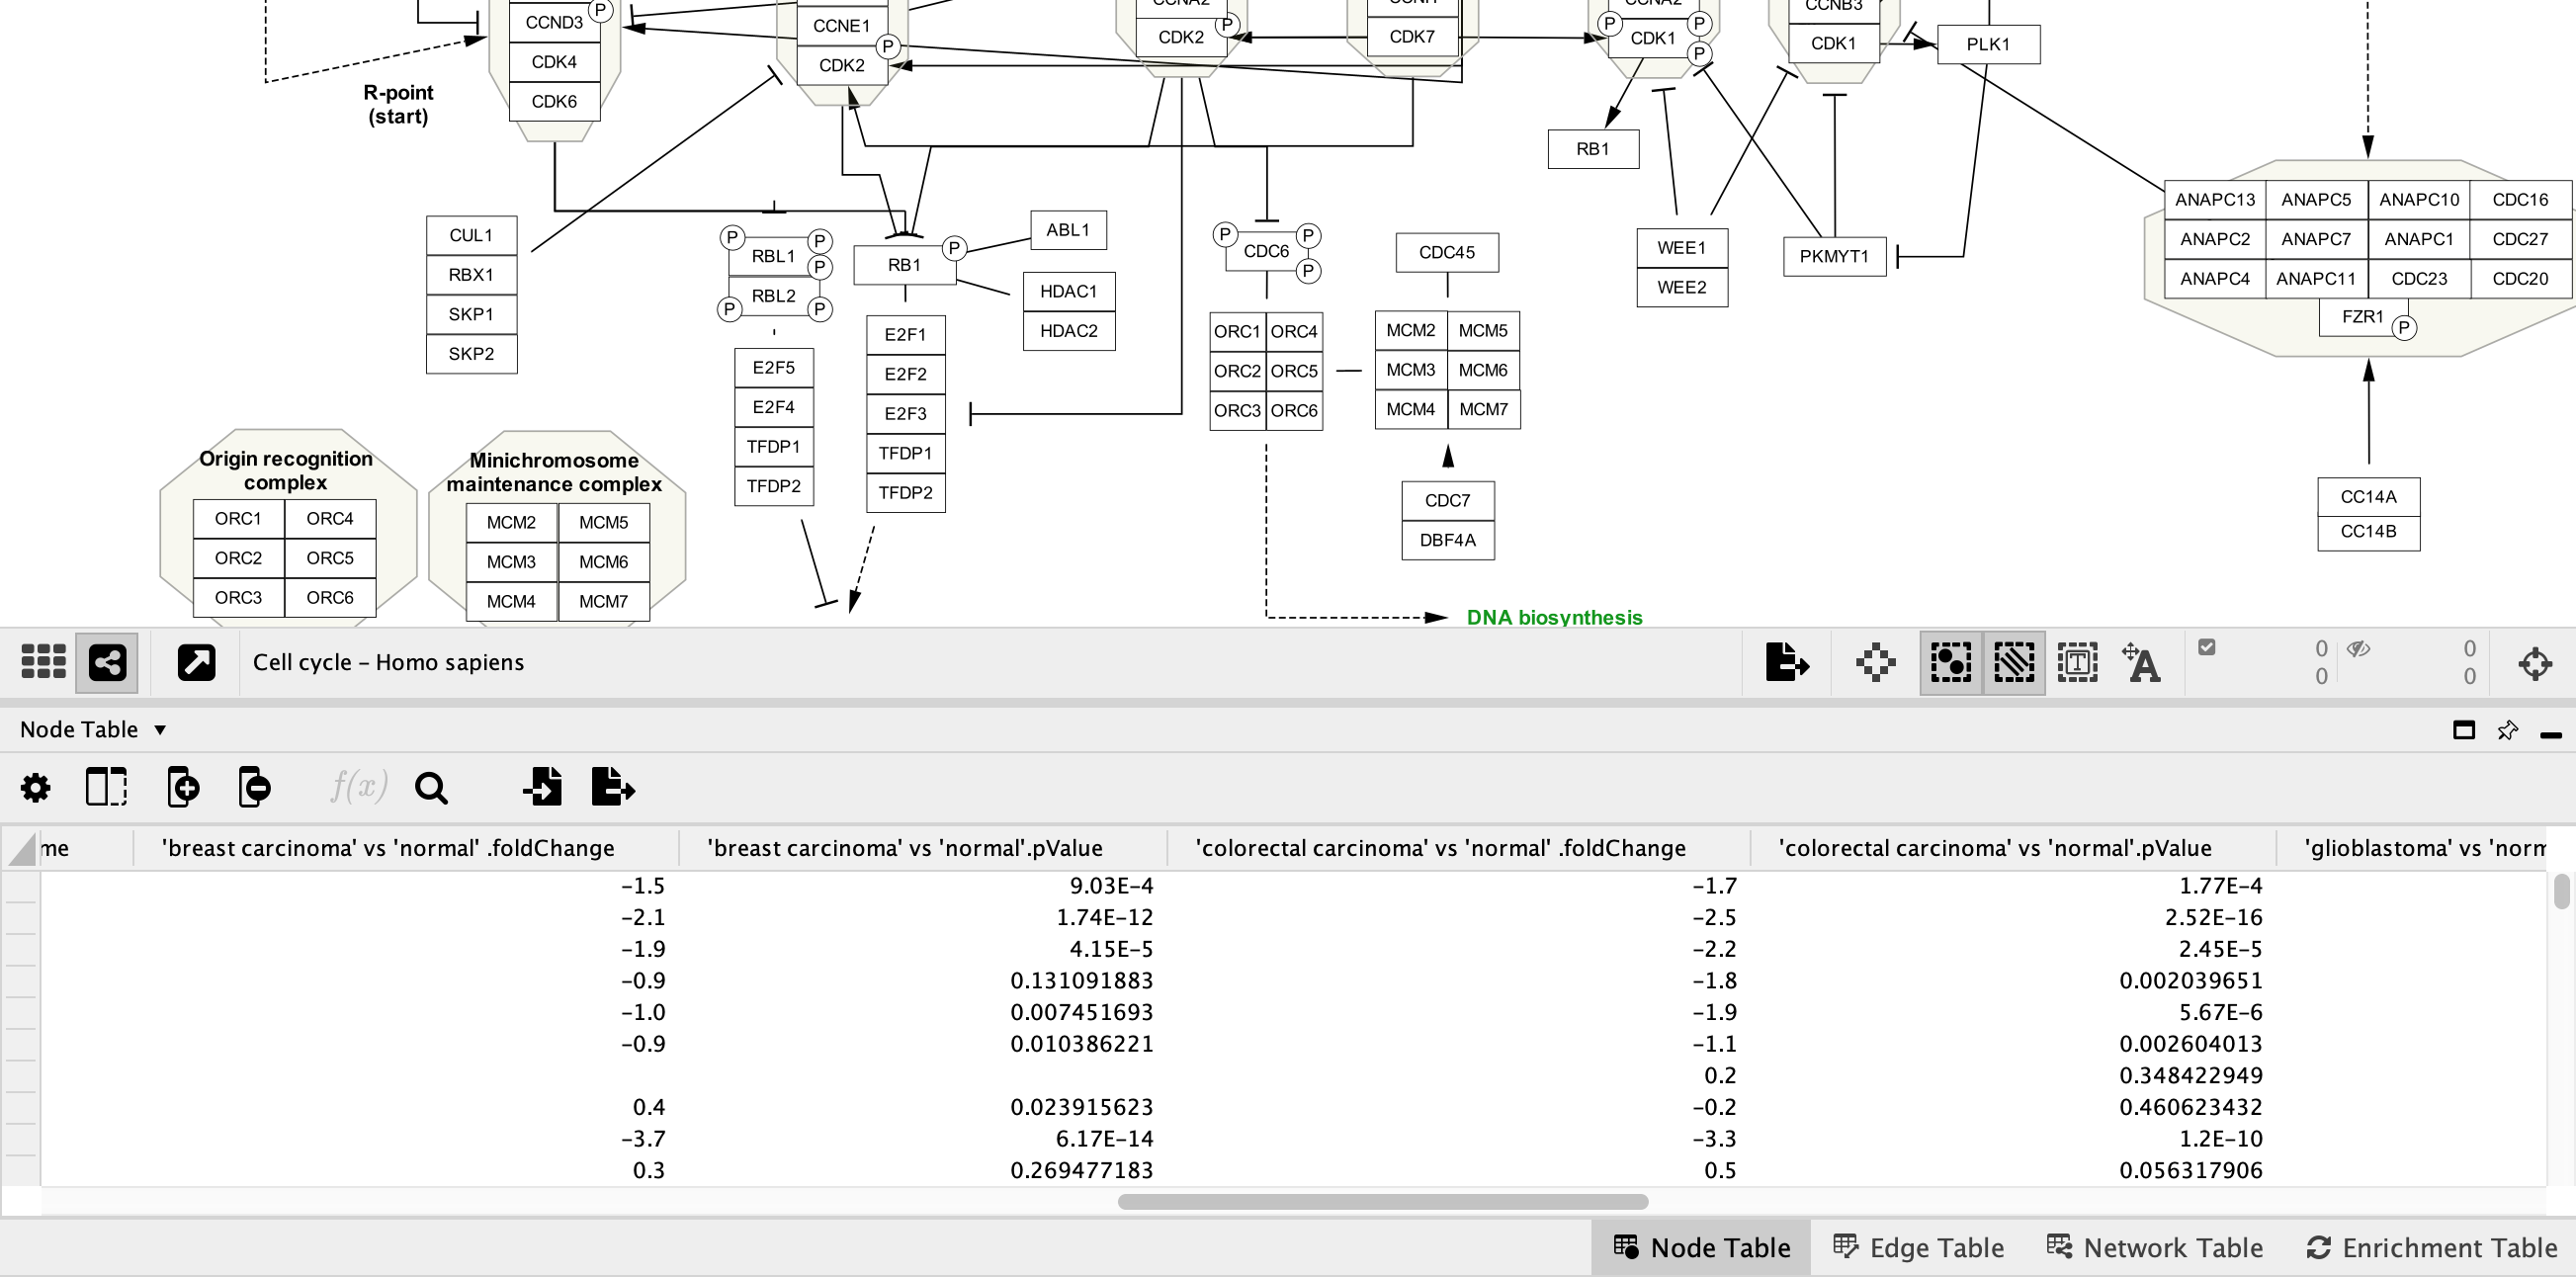 CCND3
CDK4
CDK6
P
R-point
(start)
CCNE1
CDK2
P
CCNA2
CDK2
P
CDK7
CCNA2
CDK1
P
P
P
CCNB3
CDK1
PLK1
RB1
CUL1
RBX1
SKP1
SKP2
P
P
RBL1
P
RBL2
P
P
RB1
P
ABL1
HDAC1
HDAC2
E2F5
E2F4
TFDP1
TFDP2
E2F1
E2F2
E2F3
TFDP1
TFDP2
P
P
CDC6
P
ORC1 ORC4
ORC2 ORC5
ORC3 ORC6
CDC45
MCM2 MCM5
MCM3 MCM6
MCM4 MCM7
CDC7
DBF4A
WEE1
WEE2
PKMYT1
ANAPC13 ANAPC5 ANAPC10 CDC16
ANAPC2 ANAPC7 ANAPC1 CDC27
ANAPC4 ANAPC11 CDC23 CDC20
FZR1
P
CC14A
CC14B
Origin recognition
complex
ORC1 ORC4
ORC2 ORC5
ORC3 ORC6
Minichromosome
maintenance complex
MCM2 MCM5
MCM3 MCM6
MCM4 MCM7
DNA biosynthesis
Cell cycle – Homo sapiens
T
A
0 0
0 0
Node Table
f(x)
me 'breast carcinoma' vs 'normal' .foldChange 'breast carcinoma' vs 'normal'.pValue 'colorectal carcinoma' vs 'normal' .foldChange 'colorectal carcinoma' vs 'normal'.pValue 'glioblastoma' vs 'norm
-1.5 9.03E-4 -1.7 1.77E-4
-2.1 1.74E-12 -2.5 2.52E-16
-1.9 4.15E-5 -2.2 2.45E-5
-0.9 0.131091883 -1.8 0.002039651
-1.0 0.007451693 -1.9 5.67E-6
-0.9 0.010386221 -1.1 0.002604013
0.2 0.348422949
0.4 0.023915623 -0.2 0.460623432
-3.7 6.17E-14 -3.3 1.2E-10
0.3 0.269477183 0.5 0.056317906
Node Table Edge Table Network Table Enrichment Table